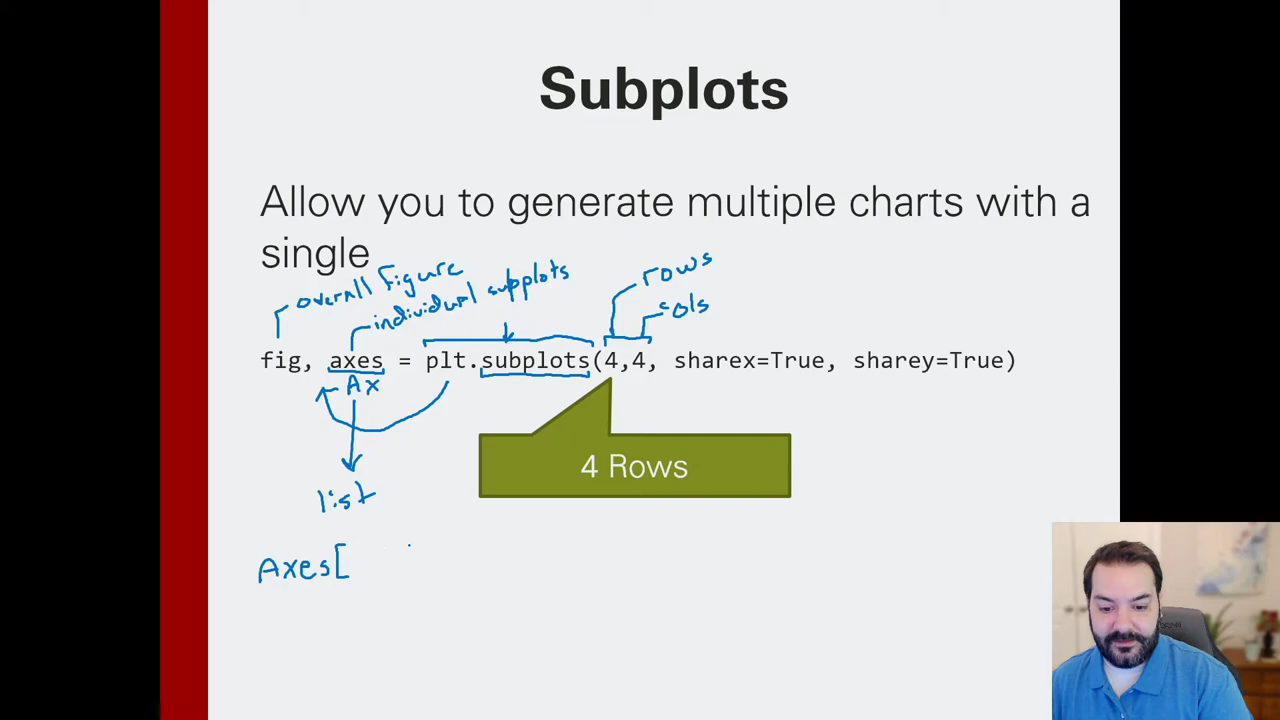 Subplots
Allow you to generate multiple charts with a
single
overall figure
individual subplots
rows
cols
fig, axes = plt.subplots(4,4, sharex=True, sharey=True)
Ax
4 Rows
list
Axes[